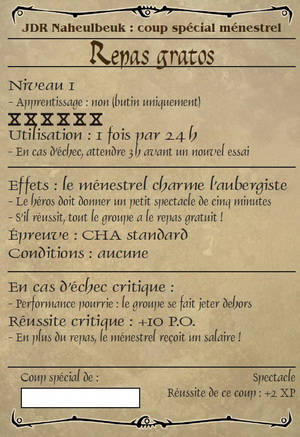 JDR Naheulbeuk : coup spécial ménestrel
Repas gratos
Niveau 1
- Apprentissage : non (butin uniquement)
Utilisation : 1 fois par 24 h
- En cas d'échec, attendre 3h avant un nouvel essai
Effets : le ménestrel charme l'aubergiste
- Le héros doit donner un petit spectacle de cinq minutes
- S'il réussit, tout le groupe a le repas gratuit !
Épreuve : CHA standard
Conditions : aucune
En cas d'échec critique :
- Performance pourrie : le groupe se fait jeter dehors
Réussite critique : +10 P.O.
- En plus du repas, le ménestrel reçoit un salaire !
Coup spécial de :
Spectacle
Réussite de ce coup : +2 XP